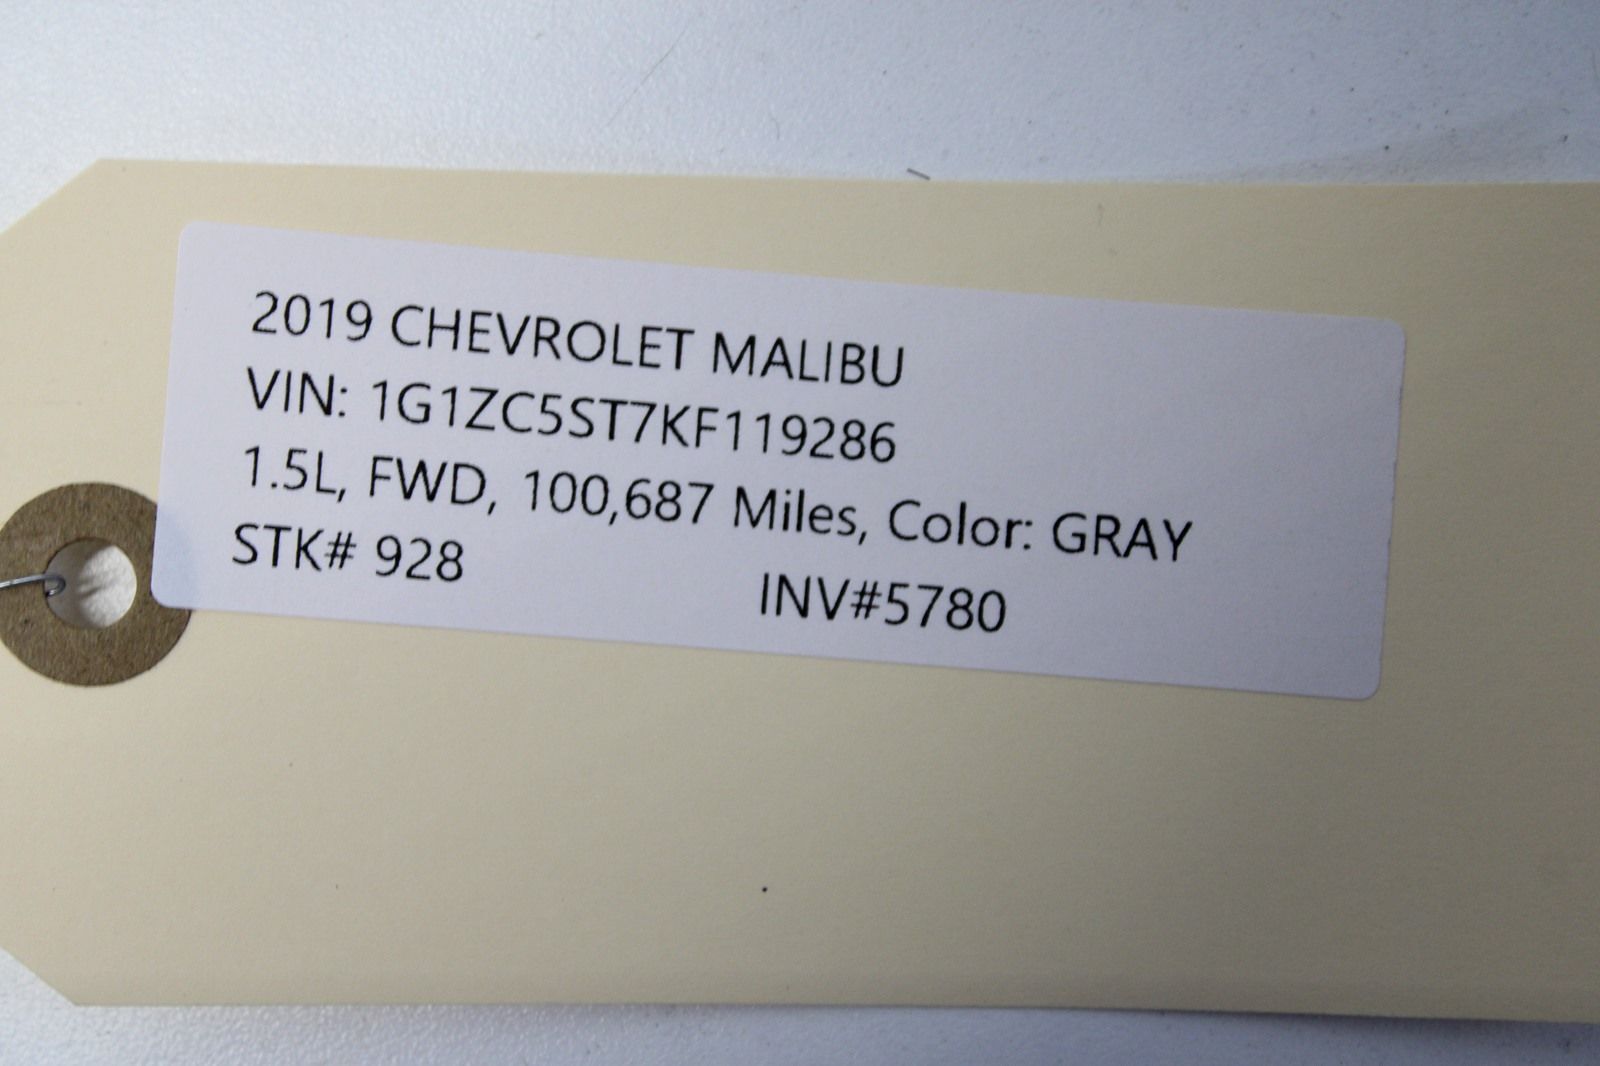 2019 CHEVROLET MALIBU
VIN: 1G1ZC5ST7KF119286
1.5L, FWD, 100,687 Miles, Color: GRAY
STK# 928 INV#5780